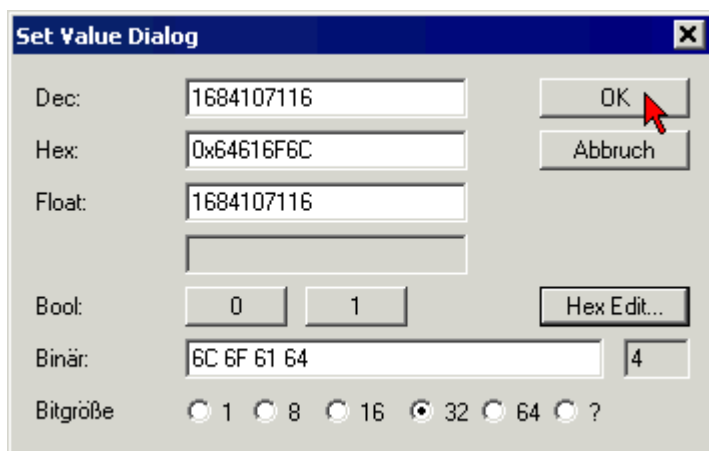 Set Value Dialog
Dec: 1684107116 OK
Hex: 0x64616F6C Abbruch
Float: 1684107116
Bool: 0 1 Hex Edit...
Binär: 6C 6F 61 64 4
Bitgröße 1 8 16 32 64 ?